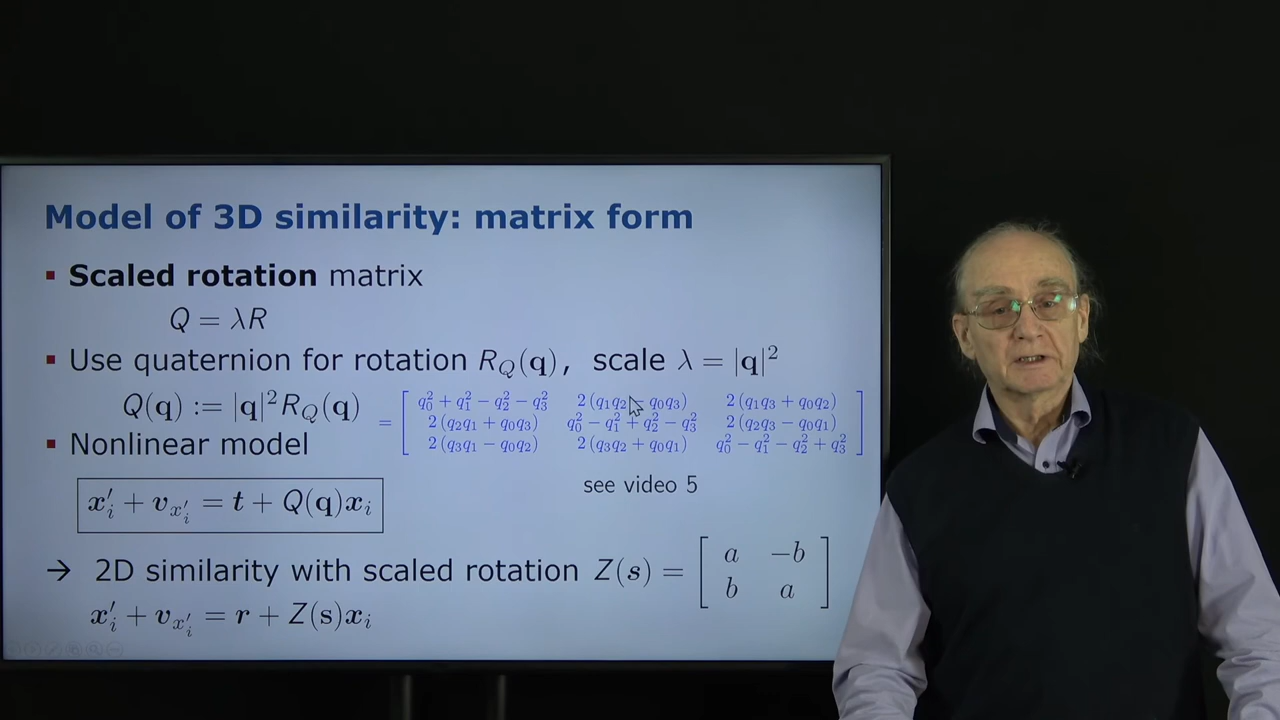 Model of 3D similarity: matrix form
▪ Scaled rotation matrix
Q = λR
▪ Use quaternion for rotation R_Q(q), scale λ = |q|²
Q(q) := |q|²R_Q(q) = [ q₀² + q₁² − q₂² − q₃²   2(q₁q₂ − q₀q₃)   2(q₁q₃ + q₀q₂)
2(q₂q₁ + q₀q₃)   q₀² − q₁² + q₂² − q₃²   2(q₂q₃ − q₀q₁)
2(q₃q₁ − q₀q₂)   2(q₃q₂ + q₀q₁)   q₀² − q₁² − q₂² + q₃² ]
▪ Nonlinear model
x′ᵢ + v_x′ᵢ = t + Q(q)xᵢ
see video 5
→ 2D similarity with scaled rotation Z(s) = [ a −b
b a ]
x′ᵢ + v_x′ᵢ = r + Z(s)xᵢ